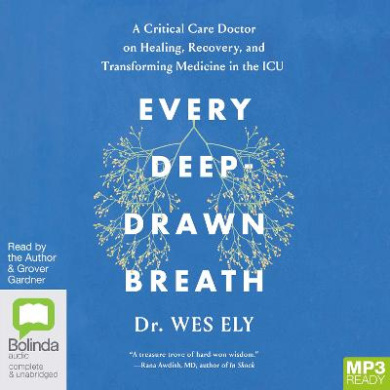 A Critical Care Doctor
on Healing, Recovery, and
Transforming Medicine in the ICU
EVERY
DEEP-
DRAWN
BREATH
Read by
the Author
& Grover
Gardner
Dr. WES ELY
Bolinda
audio
complete
& unabridged
"A treasure trove of hard won wisdom."
—Rana Awdish, MD, author of In Shock
MP3
READY